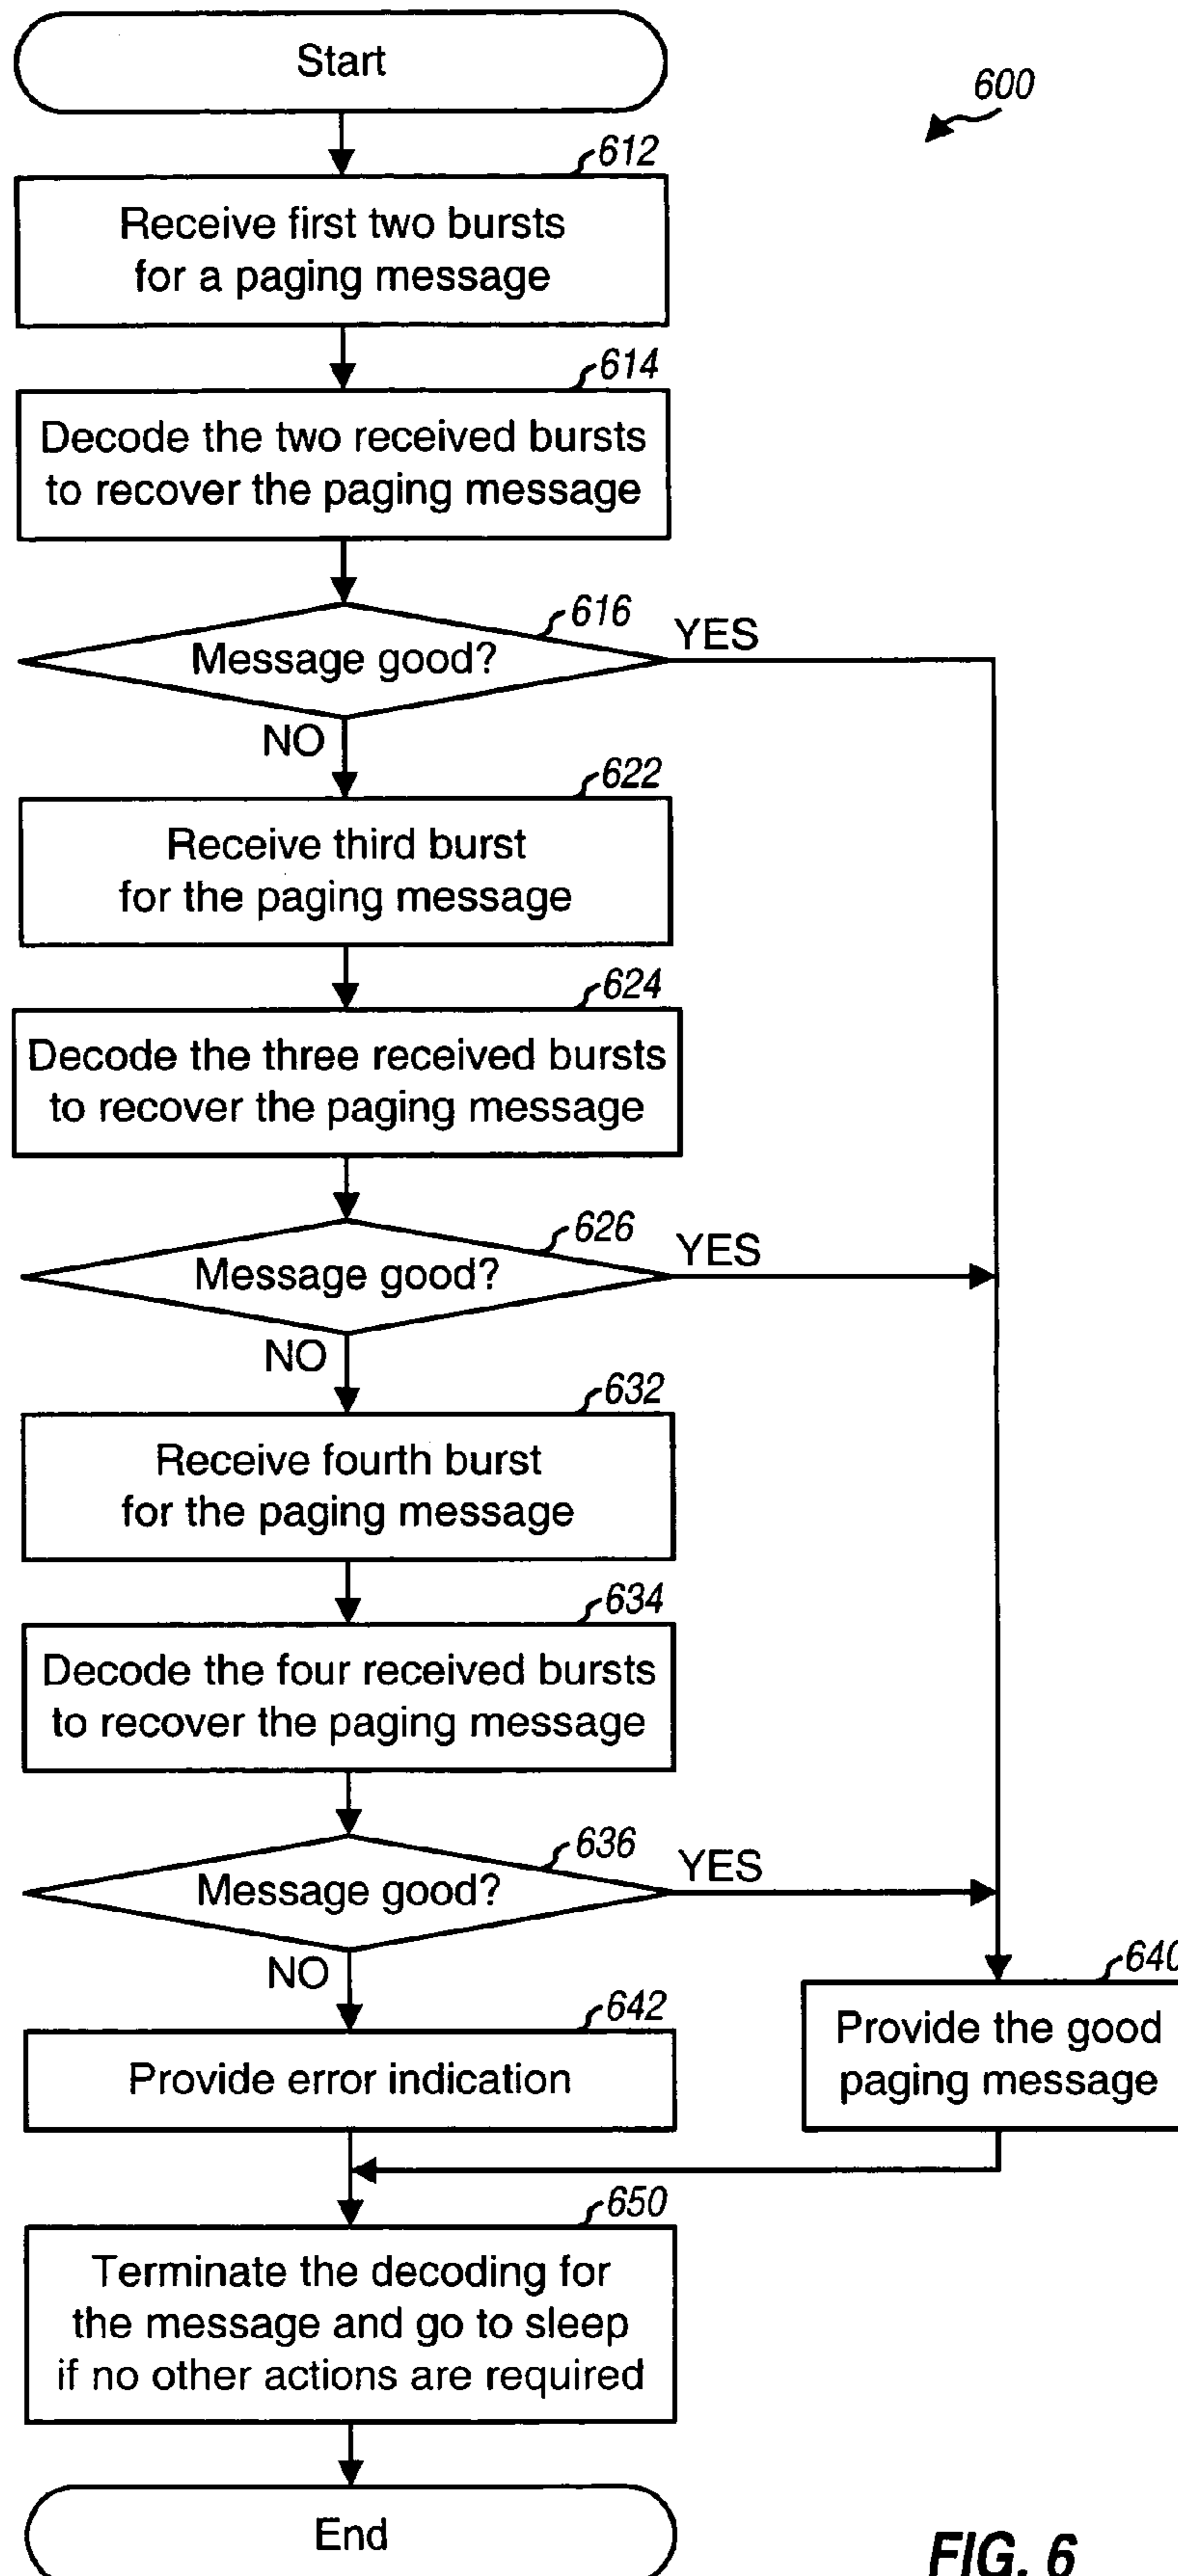 Start
600
612
Receive first two bursts
for a paging message
614
Decode the two received bursts
to recover the paging message
616
Message good?
YES
NO
622
Receive third burst
for the paging message
624
Decode the three received bursts
to recover the paging message
626
Message good?
YES
NO
632
Receive fourth burst
for the paging message
634
Decode the four received bursts
to recover the paging message
636
Message good?
YES
NO
640
Provide the good
paging message
642
Provide error indication
650
Terminate the decoding for
the message and go to sleep
if no other actions are required
End
FIG. 6